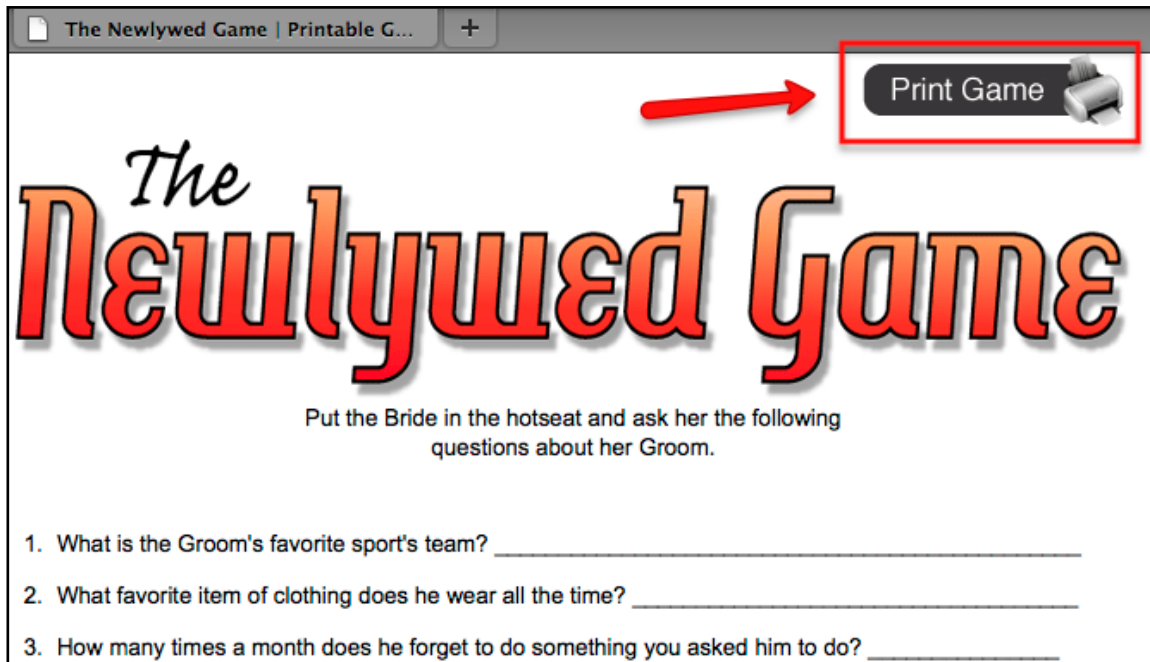 The Newlywed Game | Printable G...
+
Print Game
The
Newlywed Game
Put the Bride in the hotseat and ask her the following
questions about her Groom.
1. What is the Groom's favorite sport's team? ______________________________________________
2. What favorite item of clothing does he wear all the time? ___________________________________
3. How many times a month does he forget to do something you asked him to do? _______________